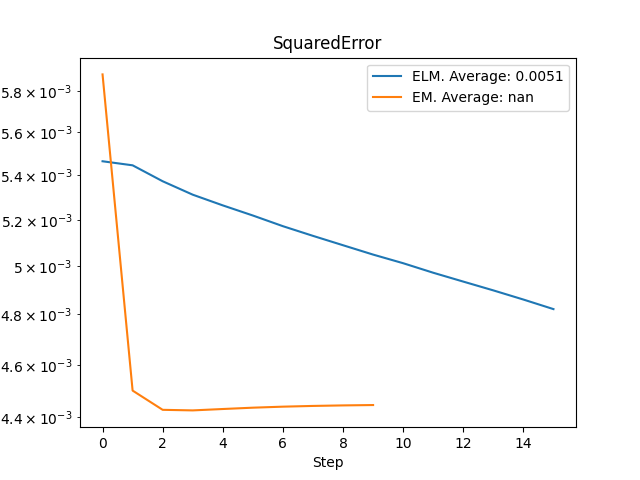 SquaredError
ELM. Average: 0.0051
EM. Average: nan
5.8 × 10⁻³
5.6 × 10⁻³
5.4 × 10⁻³
5.2 × 10⁻³
5 × 10⁻³
4.8 × 10⁻³
4.6 × 10⁻³
4.4 × 10⁻³
0 2 4 6 8 10 12 14
Step